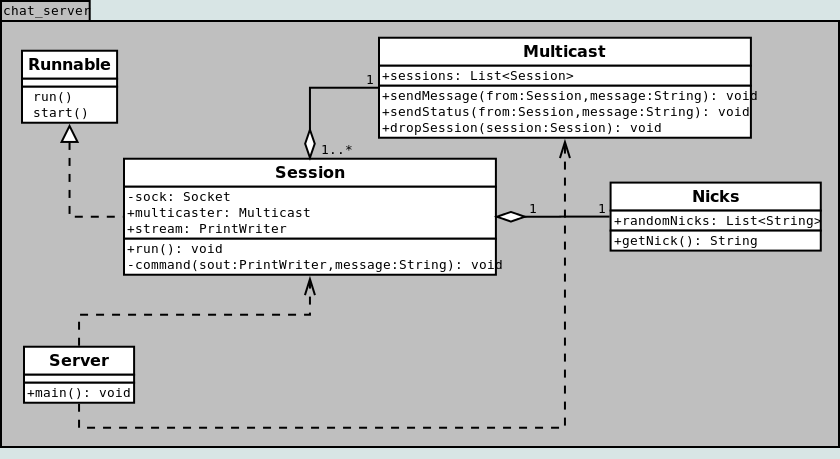 chat_server
Runnable
run()
start()
Multicast
+sessions: List<Session>
+sendMessage(from:Session,message:String): void
+sendStatus(from:Session,message:String): void
+dropSession(session:Session): void
1
1..*
Session
-sock: Socket
+multicaster: Multicast
+stream: PrintWriter
+run(): void
-command(sout:PrintWriter,message:String): void
1
1
Nicks
+randomNicks: List<String>
+getNick(): String
Server
+main(): void